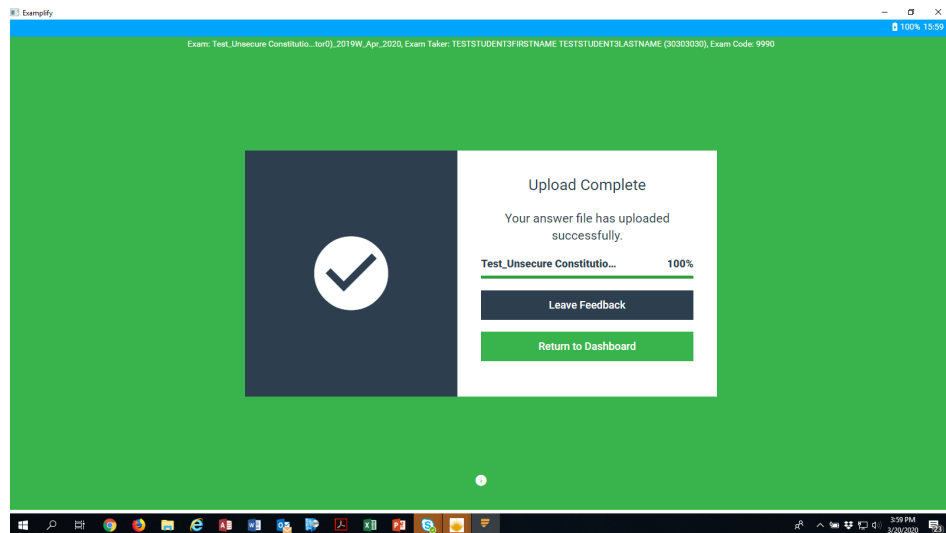 Examplify
100% 15:59
Exam: Test_Unsecure Constitutio...tor0)_2019W_Apr_2020, Exam Taker: TESTSTUDENT3FIRSTNAME TESTSTUDENT3LASTNAME (30303030), Exam Code: 9990
Upload Complete
Your answer file has uploaded
successfully.
Test_Unsecure Constitutio... 100%
Leave Feedback
Return to Dashboard
3:59 PM
3/20/2020
23